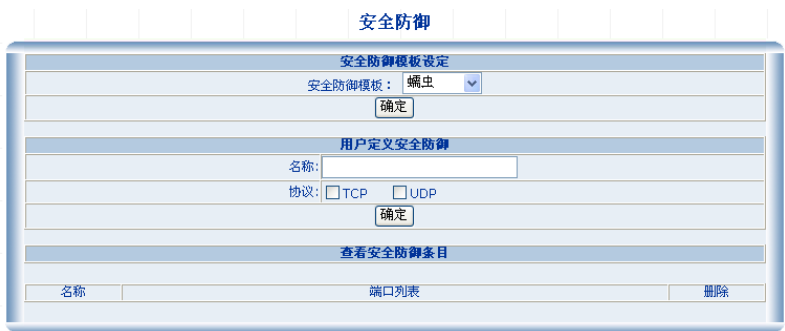 安全防御
安全防御模板设定
安全防御模板： 蠕虫
确定
用户定义安全防御
名称:
协议: TCP UDP
确定
查看安全防御条目
名称 端口列表 删除